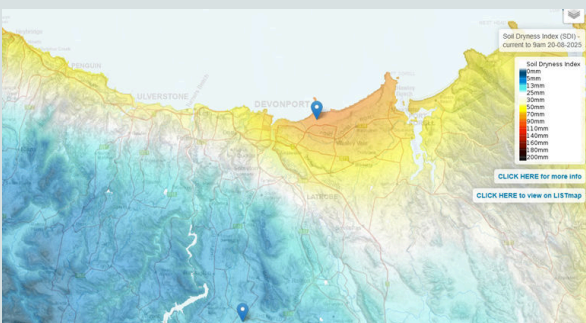 Soil Dryness Index (SDI) -
current to 9am 20-08-2025
Soil Dryness Index
0mm
5mm
13mm
25mm
30mm
50mm
70mm
90mm
110mm
140mm
160mm
180mm
200mm
PENGUIN
ULVERSTONE
DEVONPORT
LATROBE
CLICK HERE for more info
CLICK HERE to view on LISTmap